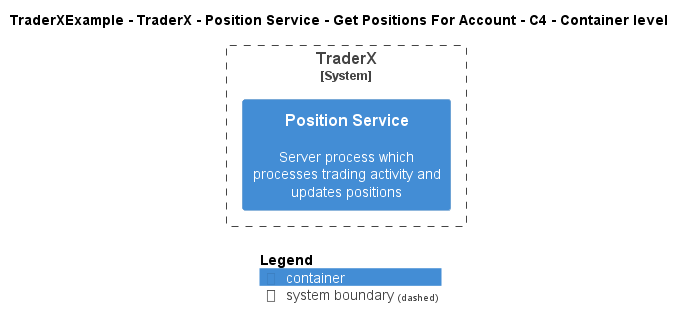 TraderXExample - TraderX - Position Service - Get Positions For Account - C4 - Container level
TraderX
[System]
Position Service
Server process which
processes trading activity and
updates positions
Legend
container
system boundary (dashed)